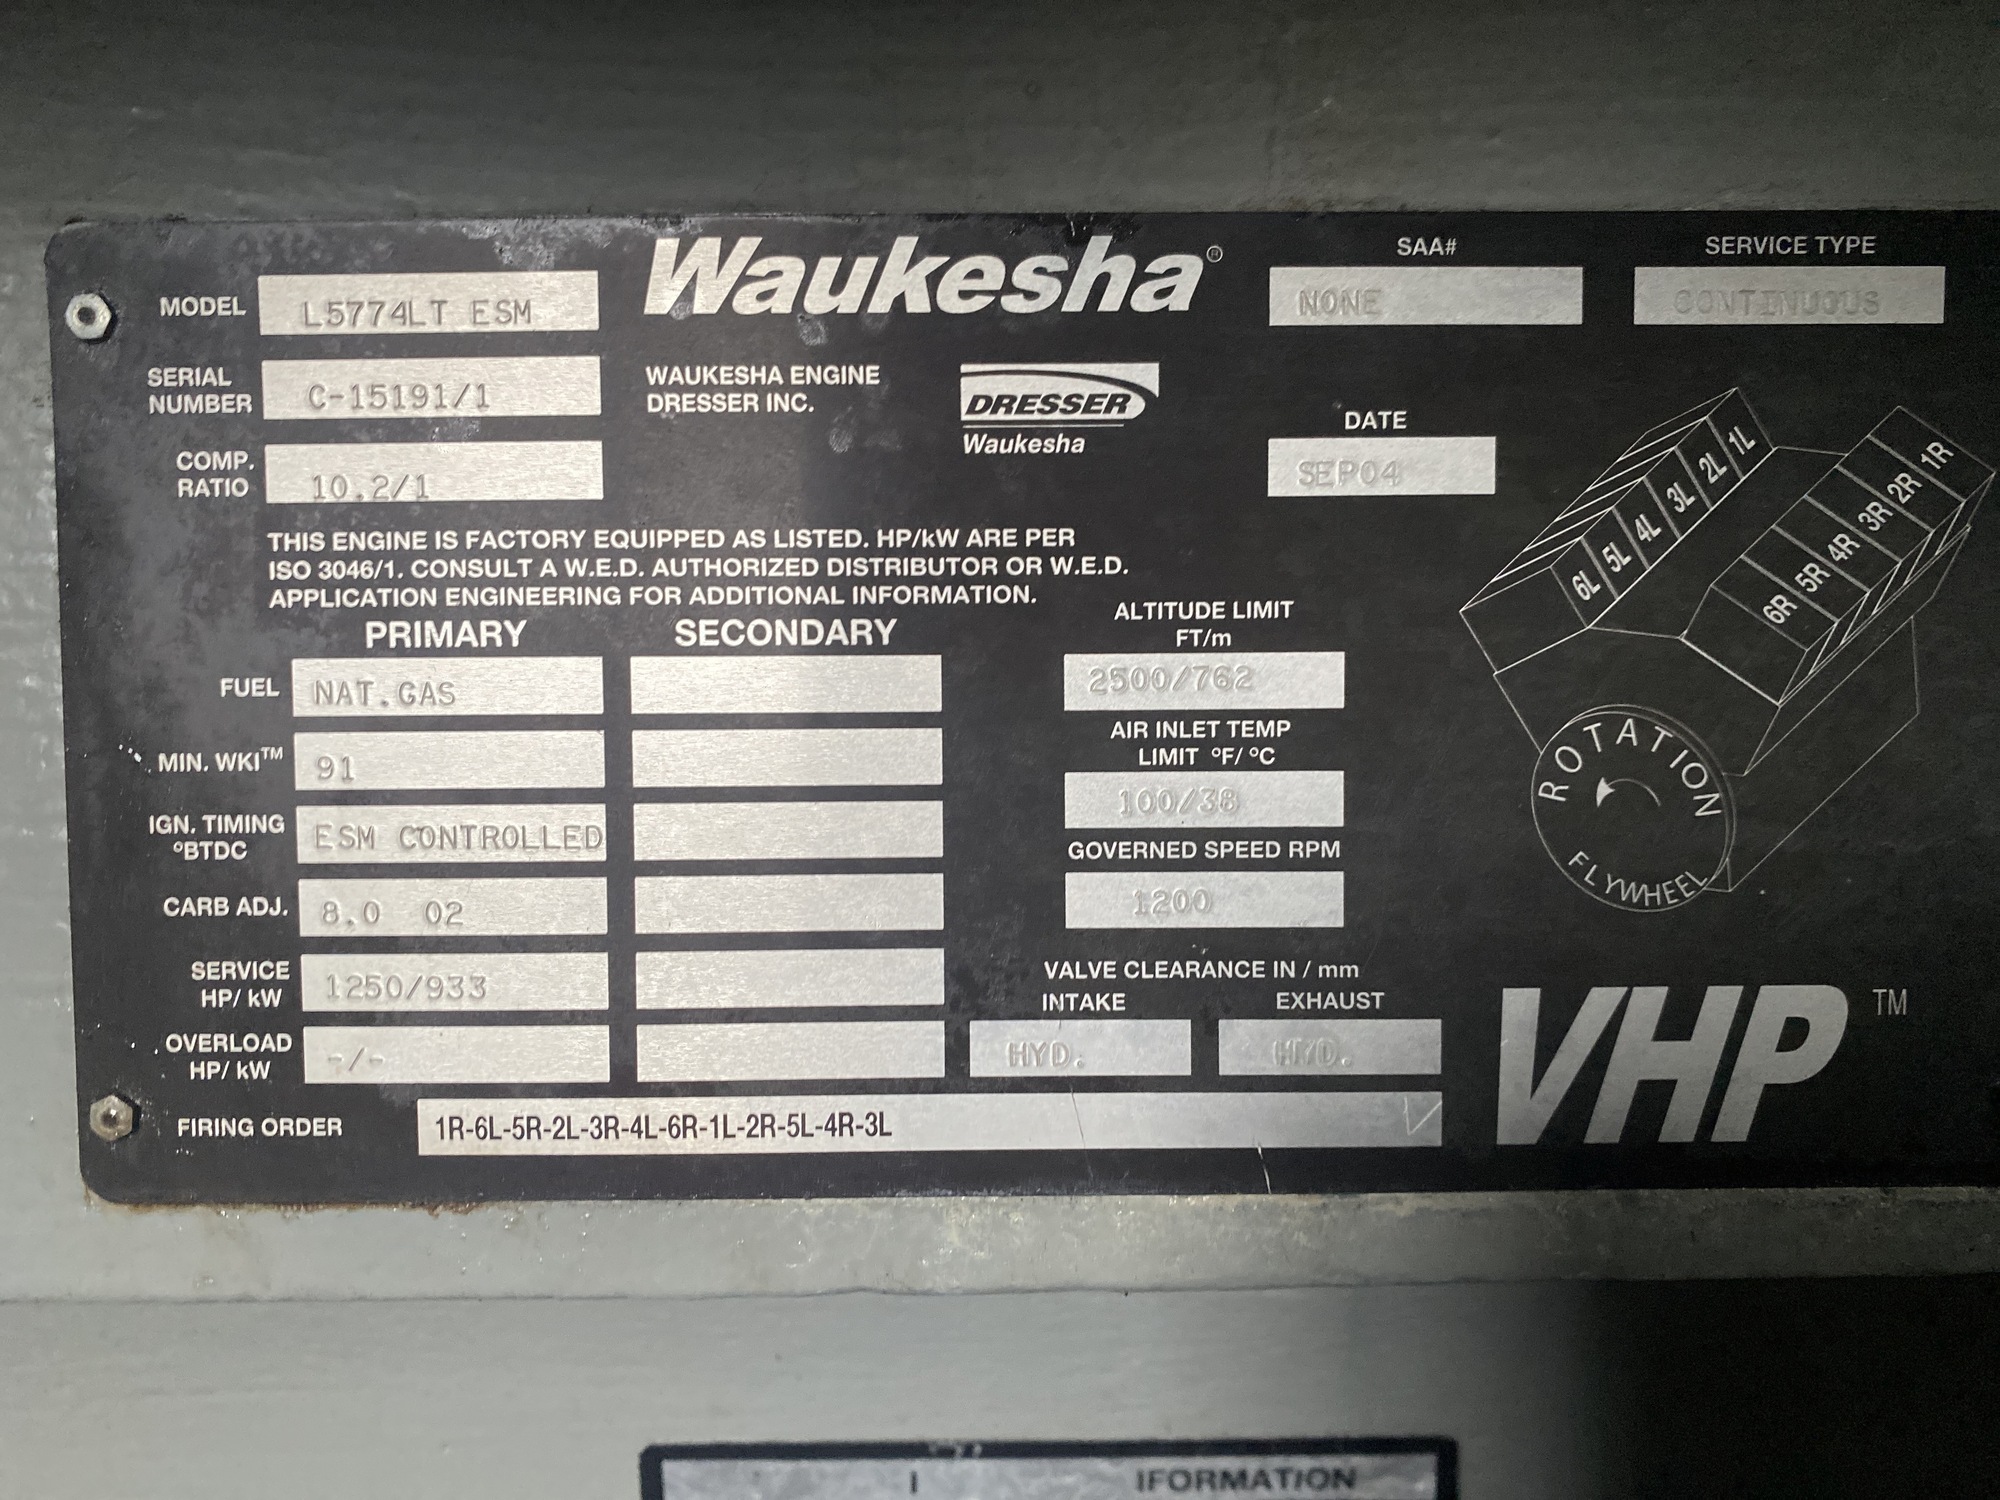 Waukesha®
SAA#
NONE
SERVICE TYPE
CONTINUOUS
MODEL
L5774LT ESM
SERIAL
NUMBER
C-15191/1
WAUKESHA ENGINE
DRESSER INC.
DRESSER
Waukesha
DATE
SEP04
COMP.
RATIO
10.2/1
THIS ENGINE IS FACTORY EQUIPPED AS LISTED. HP/kW ARE PER
ISO 3046/1. CONSULT A W.E.D. AUTHORIZED DISTRIBUTOR OR W.E.D.
APPLICATION ENGINEERING FOR ADDITIONAL INFORMATION.
PRIMARY
SECONDARY
FUEL
NAT.GAS
MIN. WKI™
91
IGN. TIMING
°BTDC
ESM CONTROLLED
CARB ADJ.
8.0 02
SERVICE
HP/ kW
1250/933
OVERLOAD
HP/ kW
-/-
ALTITUDE LIMIT
FT/m
2500/762
AIR INLET TEMP
LIMIT °F/ °C
100/38
GOVERNED SPEED RPM
1200
VALVE CLEARANCE IN / mm
INTAKE
EXHAUST
HYD.
HYD.
FIRING ORDER
1R-6L-5R-2L-3R-4L-6R-1L-2R-5L-4R-3L
6L 5L 4L 3L 2L 1L
6R 5R 4R 3R 2R 1R
ROTATION
FLYWHEEL
VHP™
IFORMATION